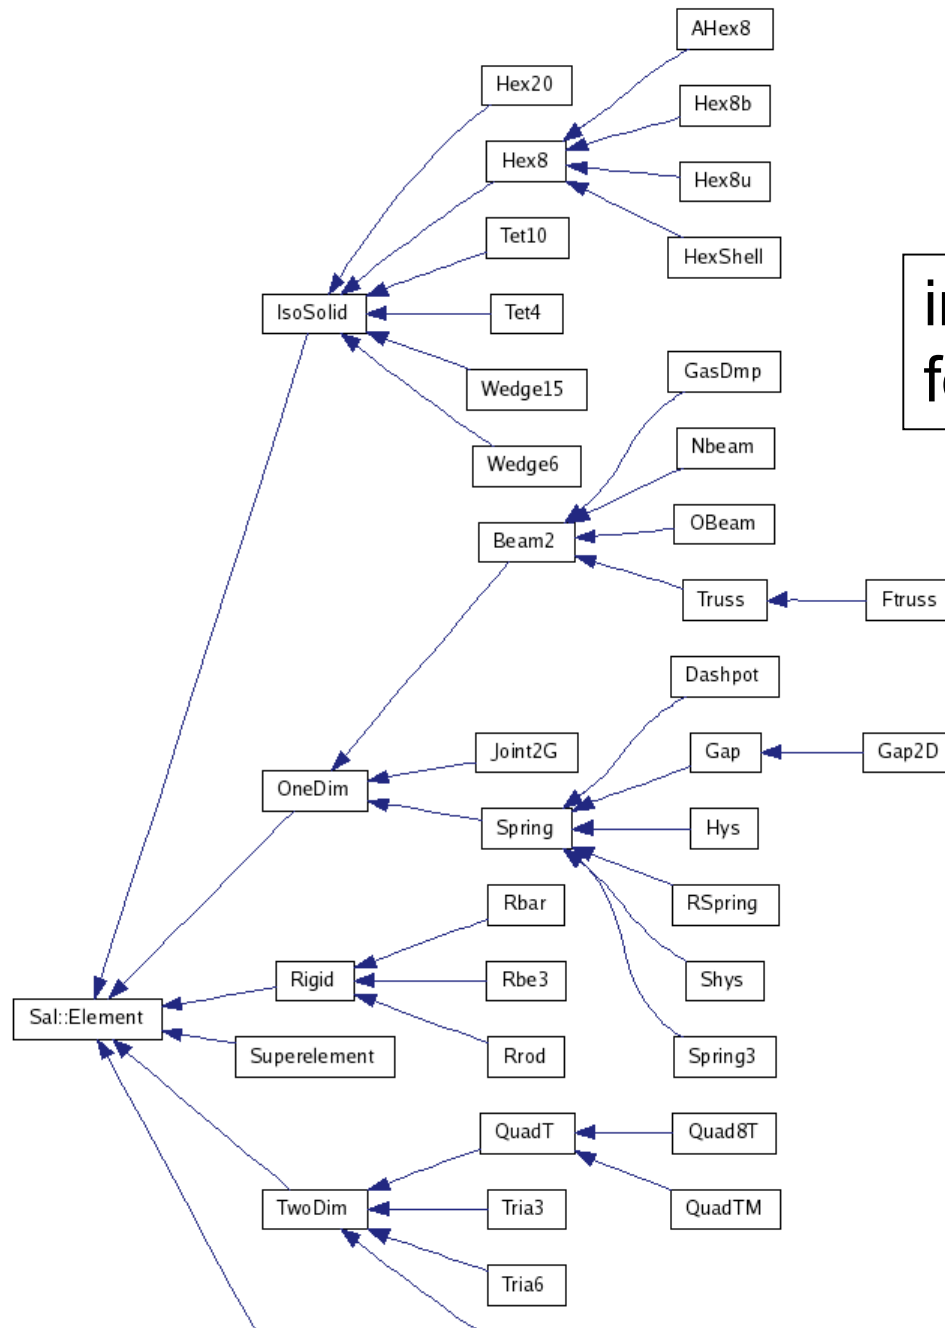 AHex8
Hex20
Hex8b
Hex8
Hex8u
Tet10
HexShell
IsoSolid
Tet4
GasDmp
Wedge15
Nbeam
Wedge6
OBeam
Beam2
Truss
Ftruss
Dashpot
Joint2G
Gap
Gap2D
OneDim
Spring
Hys
Rbar
RSpring
Rigid
Rbe3
Shys
Sal::Element
Superelement
Rrod
Spring3
QuadT
Quad8T
TwoDim
Tria3
QuadTM
Tria6